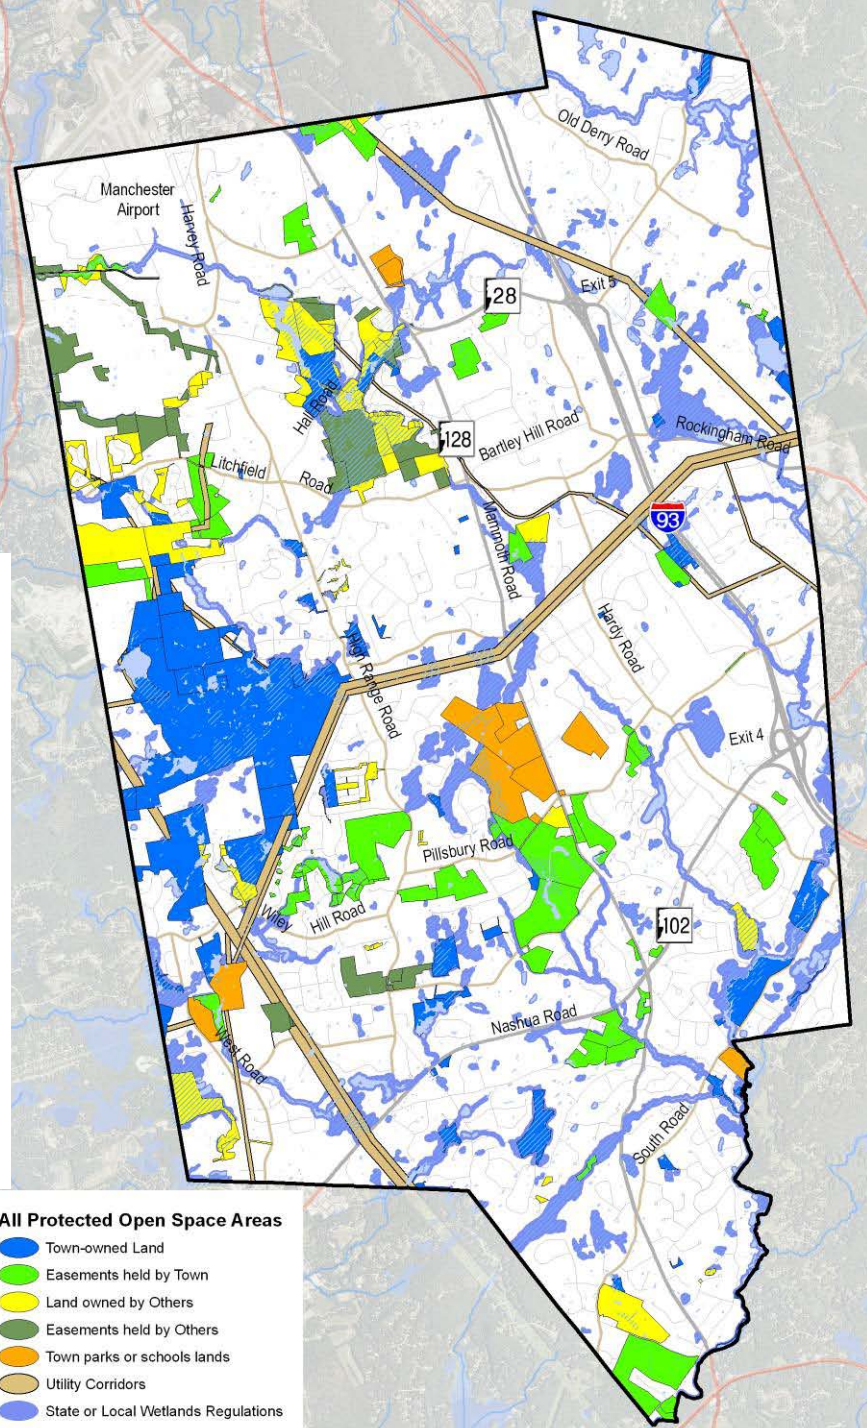 Old Derry Road
Manchester
Airport
Harvey Road
28
Exit 5
Hall Road
128
Bartley Hill Road
Rockingham Road
Litchfield
Road
93
Mammoth Road
Hardy Road
High Range Road
Exit 4
Pillsbury Road
Wiley
Hill Road
102
Nashua Road
West Road
South Road
All Protected Open Space Areas
Town-owned Land
Easements held by Town
Land owned by Others
Easements held by Others
Town parks or schools lands
Utility Corridors
State or Local Wetlands Regulations